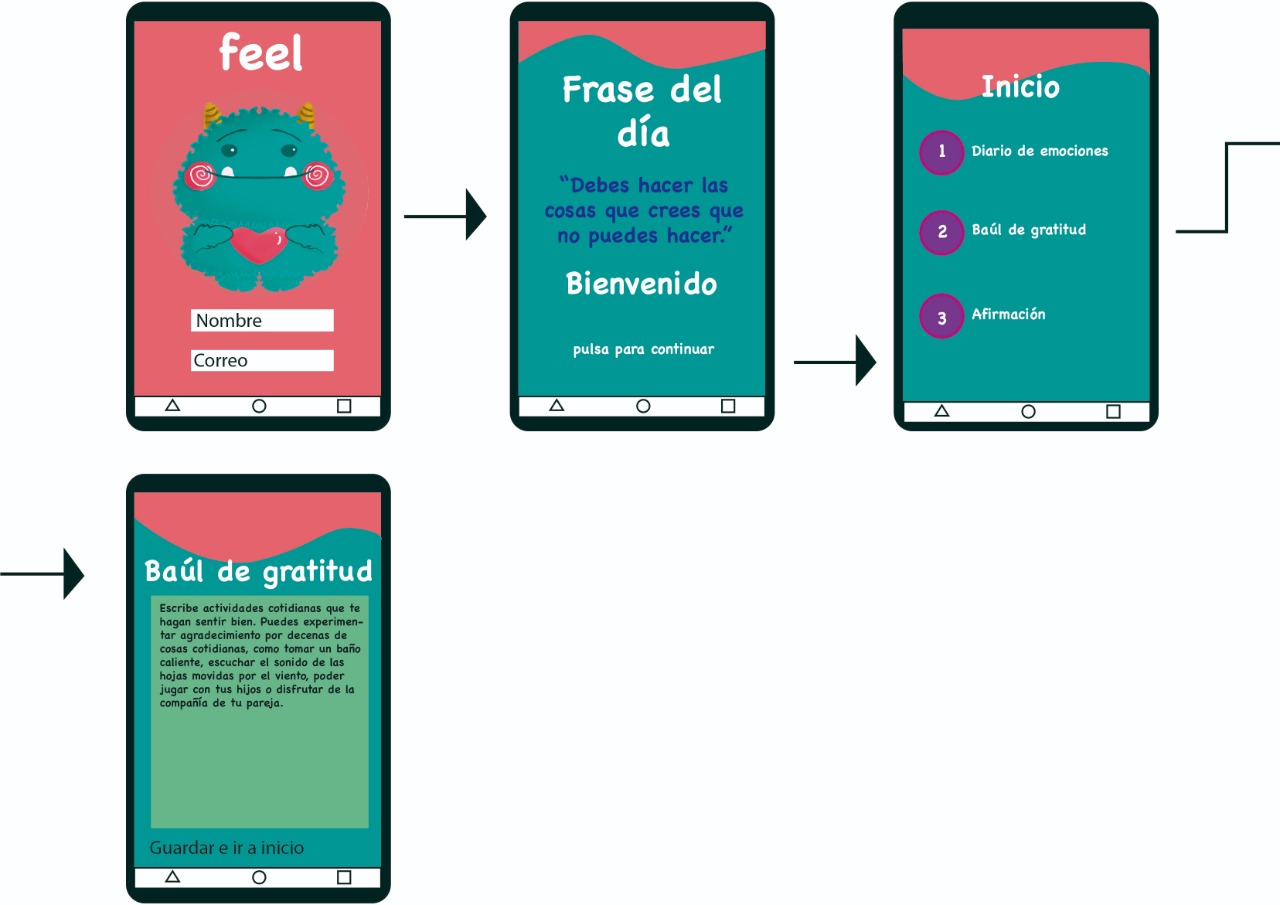 feel
Nombre
Correo
Frase del
día
“Debes hacer las
cosas que crees que
no puedes hacer.”
Bienvenido
pulsa para continuar
Inicio
1 Diario de emociones
2 Baúl de gratitud
3 Afirmación
Baúl de gratitud
Escribe actividades cotidianas que te
hagan sentir bien. Puedes experimen-
tar agradecimiento por decenas de
cosas cotidianas, como tomar un baño
caliente, escuchar el sonido de las
hojas movidas por el viento, poder
jugar con tus hijos o disfrutar de la
compañía de tu pareja.
Guardar e ir a inicio